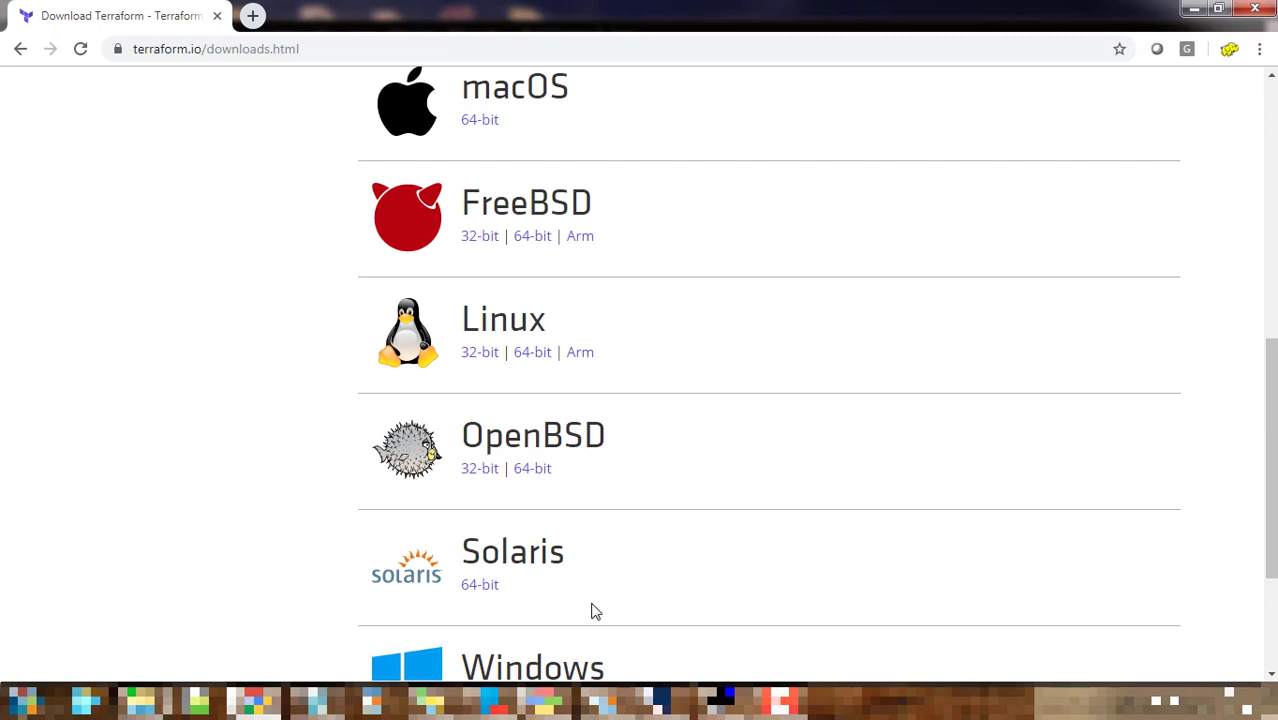 Download Terraform - Terraform
terraform.io/downloads.html
G
macOS
64-bit
FreeBSD
32-bit | 64-bit | Arm
Linux
32-bit | 64-bit | Arm
OpenBSD
32-bit | 64-bit
solaris
Solaris
64-bit
Windows